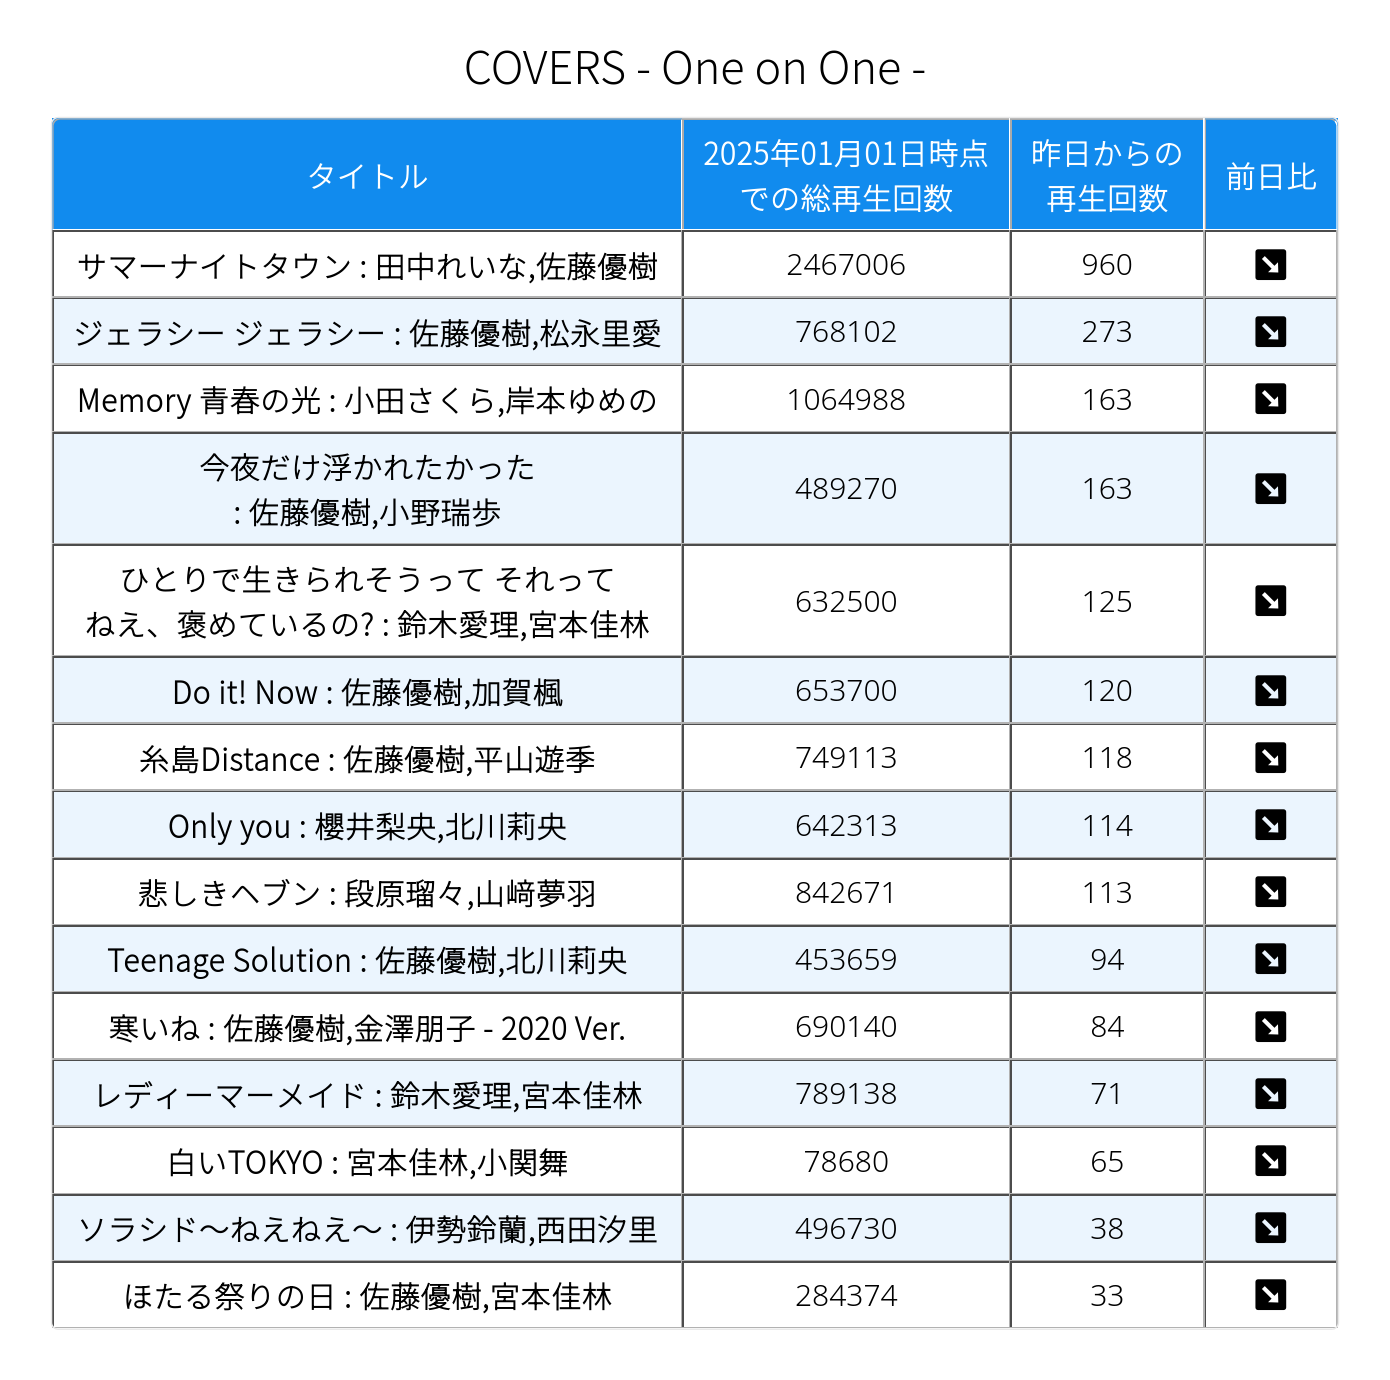 COVERS - One on One -
タイトル
2025年01月01日時点
での総再生回数
昨日からの
再生回数
前日比
サマーナイトタウン : 田中れいな,佐藤優樹
2467006
960
ジェラシー ジェラシー : 佐藤優樹,松永里愛
768102
273
Memory 青春の光 : 小田さくら,岸本ゆめの
1064988
163
今夜だけ浮かれたかった
: 佐藤優樹,小野瑞歩
489270
163
ひとりで生きられそうって それって
ねえ、褒めているの? : 鈴木愛理,宮本佳林
632500
125
Do it! Now : 佐藤優樹,加賀楓
653700
120
糸島Distance : 佐藤優樹,平山遊季
749113
118
Only you : 櫻井梨央,北川莉央
642313
114
悲しきヘブン : 段原瑠々,山﨑夢羽
842671
113
Teenage Solution : 佐藤優樹,北川莉央
453659
94
寒いね : 佐藤優樹,金澤朋子 - 2020 Ver.
690140
84
レディーマーメイド : 鈴木愛理,宮本佳林
789138
71
白いTOKYO : 宮本佳林,小関舞
78680
65
ソラシド〜ねえねえ〜 : 伊勢鈴蘭,西田汐里
496730
38
ほたる祭りの日 : 佐藤優樹,宮本佳林
284374
33